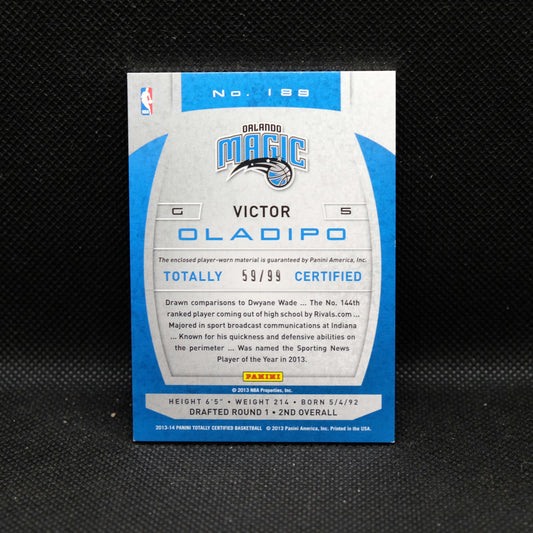 No. 189
NBA
ORLANDO
MAGIC
G
VICTOR
5
OLADIPO
The enclosed player-worn material is guaranteed by Panini America, Inc.
TOTALLY 59/99 CERTIFIED
Drawn comparisons to Dwyane Wade ... The No. 144th
ranked player coming out of high school by Rivals.com ...
Majored in sport broadcast communications at Indiana
... Known for his quickness and defensive abilities on
the perimeter ... Was named the Sporting News
Player of the Year in 2013.
PANINI
© 2013 NBA Properties, Inc.
HEIGHT 6'5" • WEIGHT 214 • BORN 5/4/92
DRAFTED ROUND 1 • 2ND OVERALL
2013-14 PANINI TOTALLY CERTIFIED BASKETBALL © 2013 Panini America, Inc. Printed in the USA.